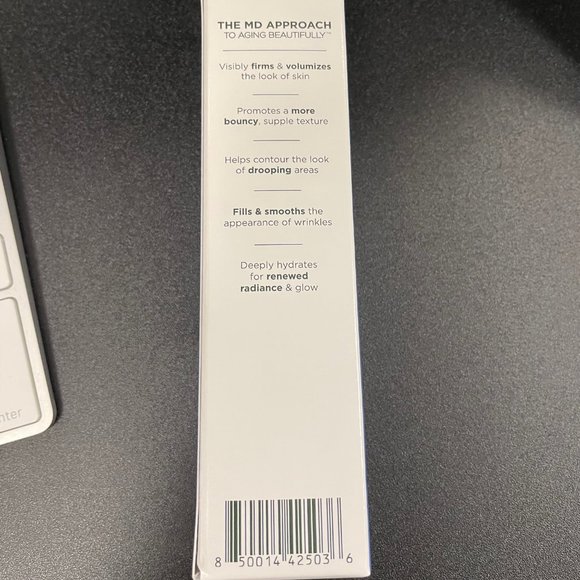 THE MD APPROACH
TO AGING BEAUTIFULLY™
Visibly firms & volumizes
the look of skin
Promotes a more
bouncy, supple texture
Helps contour the look
of drooping areas
Fills & smooths the
appearance of wrinkles
Deeply hydrates
for renewed
radiance & glow
8 50014 42503 6